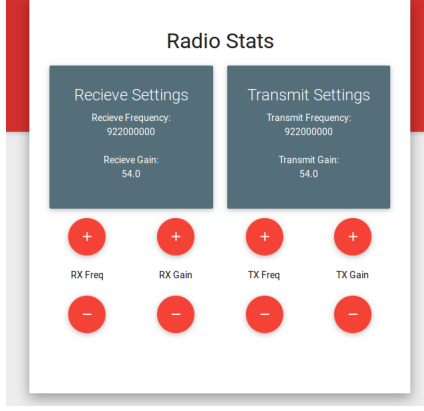 Radio Stats
Recieve Settings
Recieve Frequency:
922000000
Recieve Gain:
54.0
Transmit Settings
Transmit Frequency:
922000000
Transmit Gain:
54.0
+ + + +
RX Freq RX Gain TX Freq TX Gain
− − − −